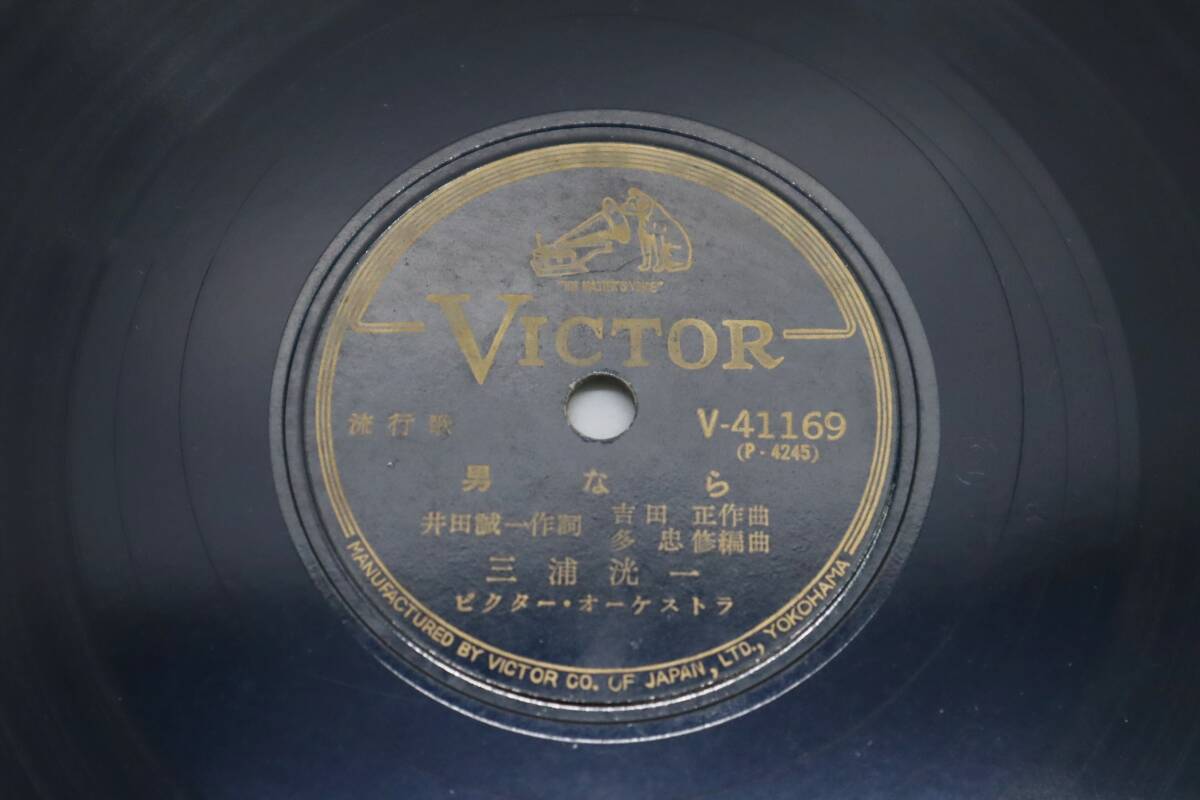 "HIS MASTER'S VOICE"
VICTOR
流行歌
V-41169
(P・4245)
男なら
井田誠一作詞 吉田 正作曲
多 忠修編曲
三浦洸一
ビクター・オーケストラ
MANUFACTURED BY VICTOR CO. OF JAPAN, LTD., YOKOHAMA